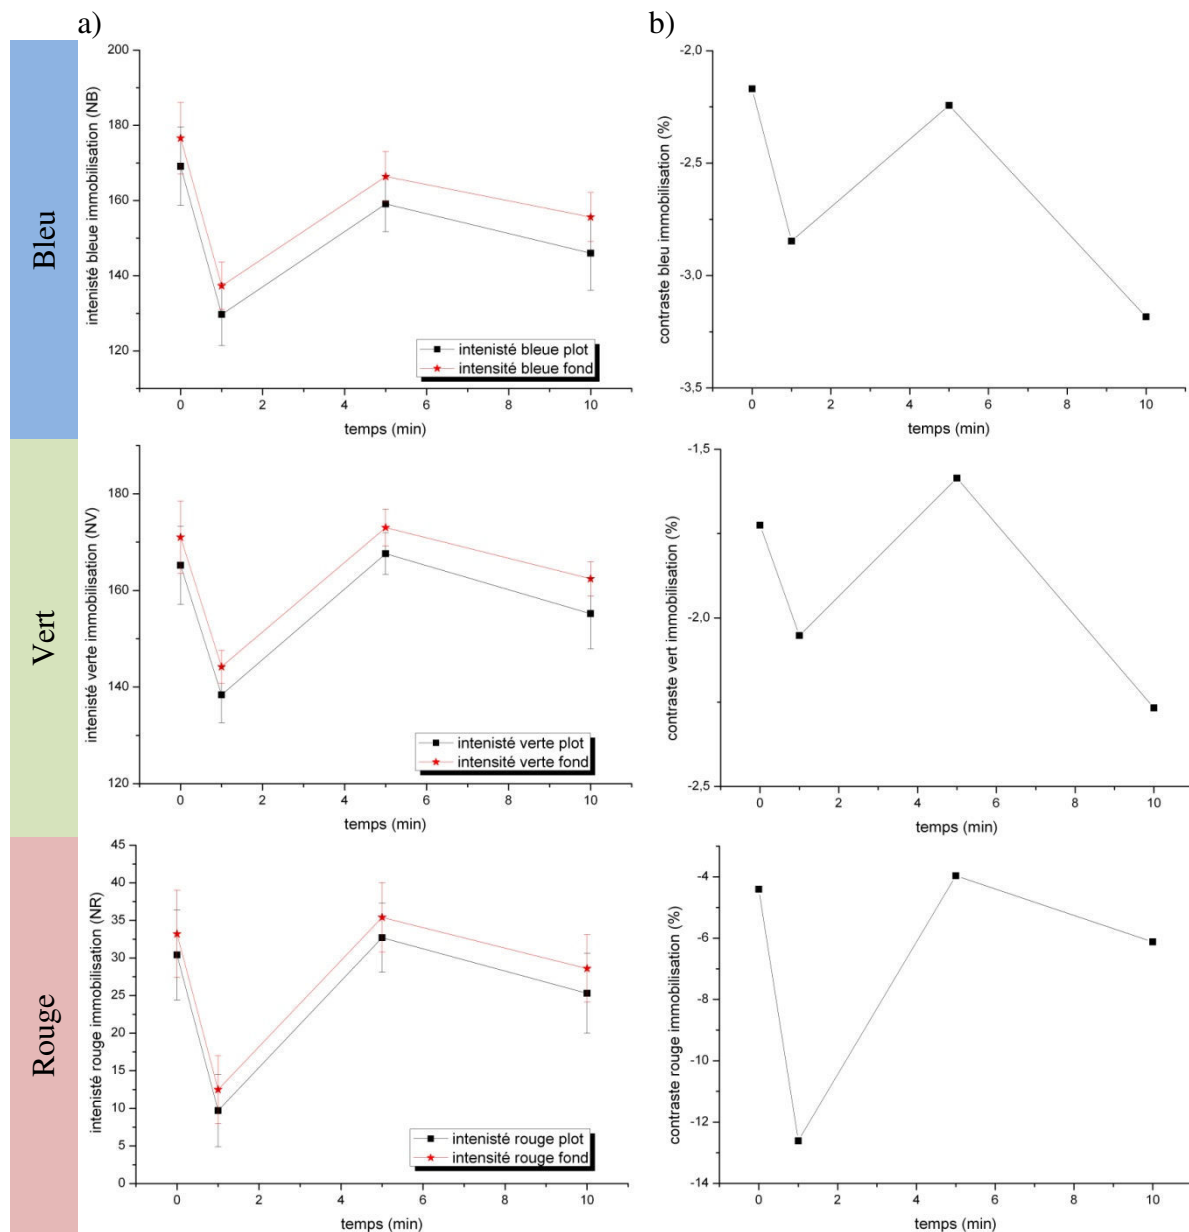 a)
b)
Bleu
intenisté bleue immobilisation (NB)
200
180
160
140
120
0
2
4
6
8
10
temps (min)
intenisté bleue plot
intensité bleue fond
contraste bleu immobilisation (%)
-2,0
-2,5
-3,0
-3,5
0
2
4
6
8
10
temps (min)
Vert
intenisté verte immobilisation (NV)
180
160
140
120
0
2
4
6
8
10
temps (min)
intenisté verte plot
intensité verte fond
contraste vert immobilisation (%)
-1,5
-2,0
-2,5
0
2
4
6
8
10
temps (min)
Rouge
intenisté rouge immobilisation (NR)
45
40
35
30
25
20
15
10
5
0
0
2
4
6
8
10
temps (min)
intenisté rouge plot
intensité rouge fond
contraste rouge immobilisation (%)
-4
-6
-8
-10
-12
-14
0
2
4
6
8
10
temps (min)